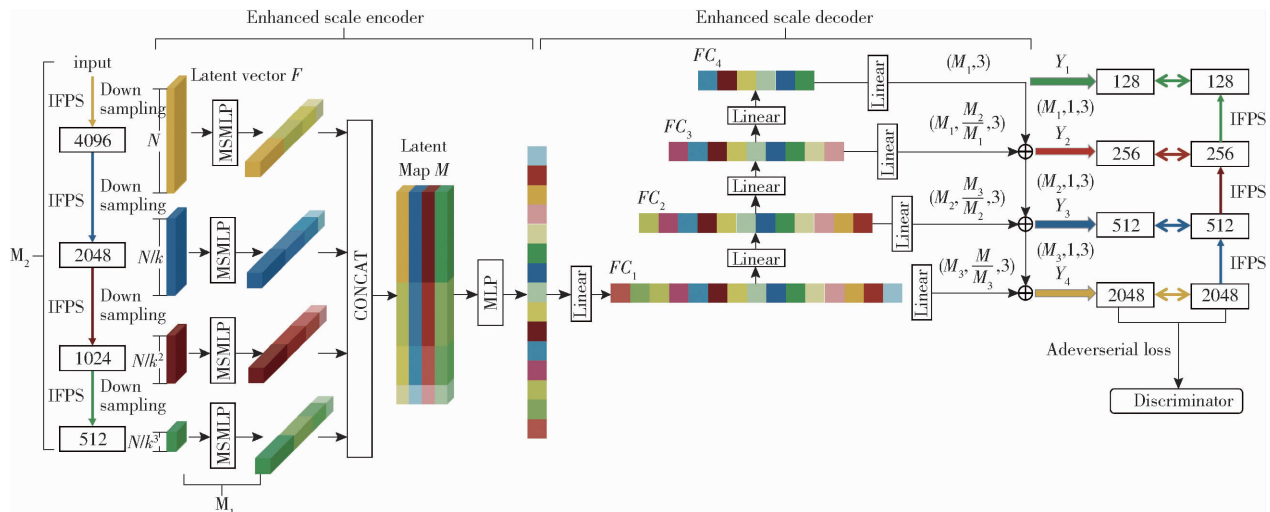 Enhanced scale encoder
Enhanced scale decoder
input
Latent vector F
IFPS
Down
sampling
4096
N
MSMLP
IFPS
Down
sampling
2048
N/k
MSMLP
M2
IFPS
Down
sampling
1024
N/k²
MSMLP
IFPS
Down
sampling
512
N/k³
MSMLP
M1
CONCAT
Latent
Map M
MLP
Linear
FC4
Linear
(M1,3)
Linear
FC3
Linear
(M1, M2/M1, 3)
Linear
FC2
Linear
(M2, M3/M2, 3)
Linear
FC1
Linear
(M3, M/M3, 3)
Y1
128
128
(M1,1,3)
IFPS
Y2
256
256
(M2,1,3)
IFPS
Y3
512
512
(M3,1,3)
IFPS
Y4
2048
2048
Adeverserial loss
Discriminator